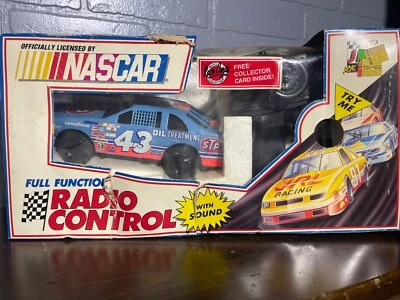 OFFICIALLY LICENSED BY
NASCAR
FREE
COLLECTOR
CARD INSIDE!
TRY
ME
43
OIL TREATMENT
STP
FULL FUNCTION
RADIO
CONTROL
WITH
SOUND
RACING